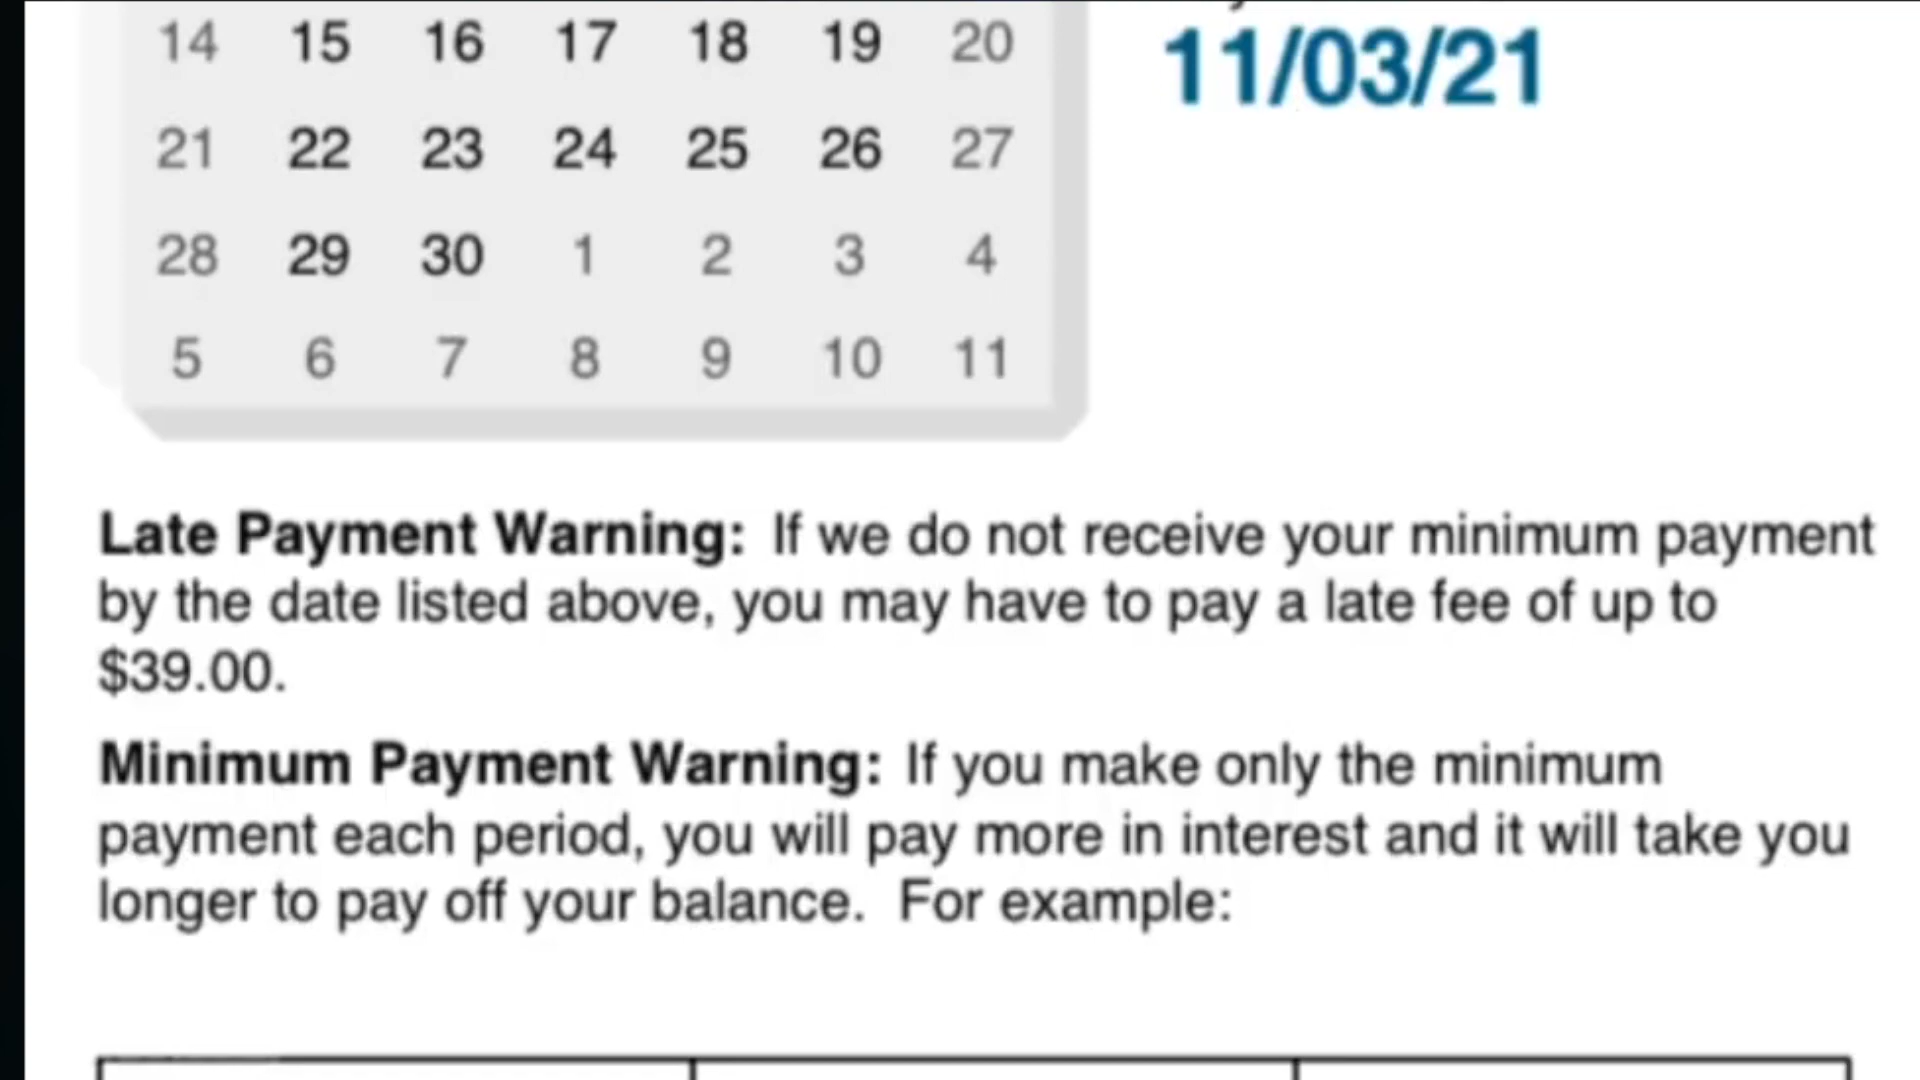 14 15 16 17 18 19 20
11/03/21
21 22 23 24 25 26 27
28 29 30 1 2 3 4
5 6 7 8 9 10 11
Late Payment Warning: If we do not receive your minimum payment
by the date listed above, you may have to pay a late fee of up to
$39.00.
Minimum Payment Warning: If you make only the minimum
payment each period, you will pay more in interest and it will take you
longer to pay off your balance. For example: